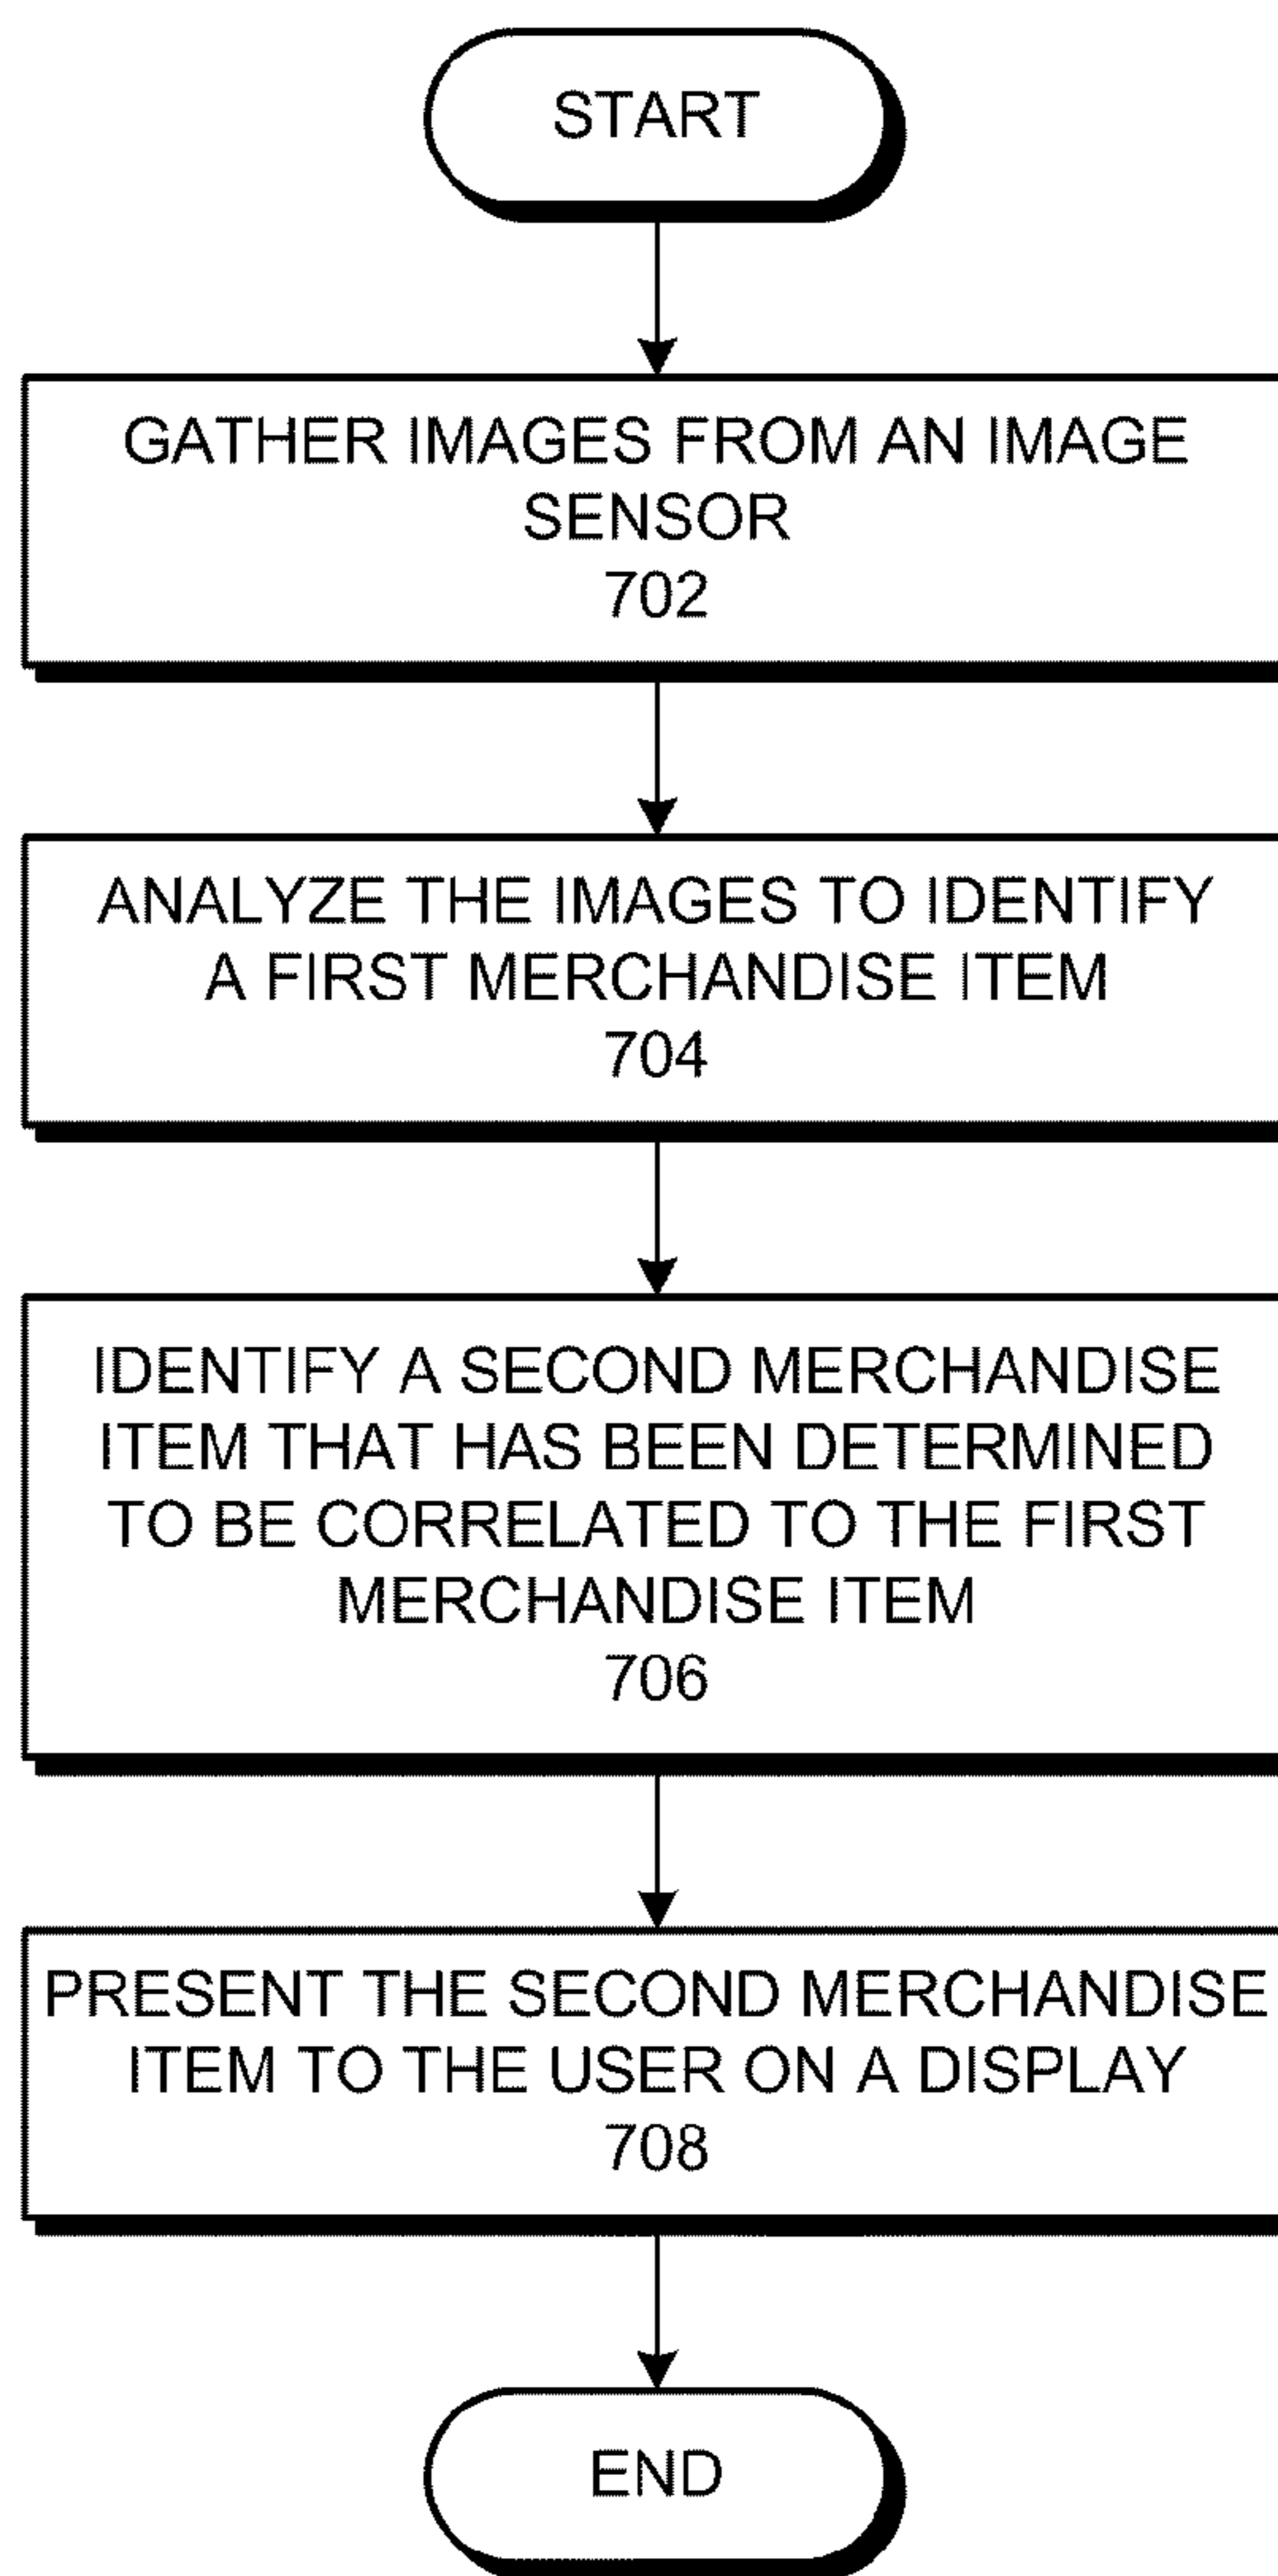 START
GATHER IMAGES FROM AN IMAGE
SENSOR
702
ANALYZE THE IMAGES TO IDENTIFY
A FIRST MERCHANDISE ITEM
704
IDENTIFY A SECOND MERCHANDISE
ITEM THAT HAS BEEN DETERMINED
TO BE CORRELATED TO THE FIRST
MERCHANDISE ITEM
706
PRESENT THE SECOND MERCHANDISE
ITEM TO THE USER ON A DISPLAY
708
END